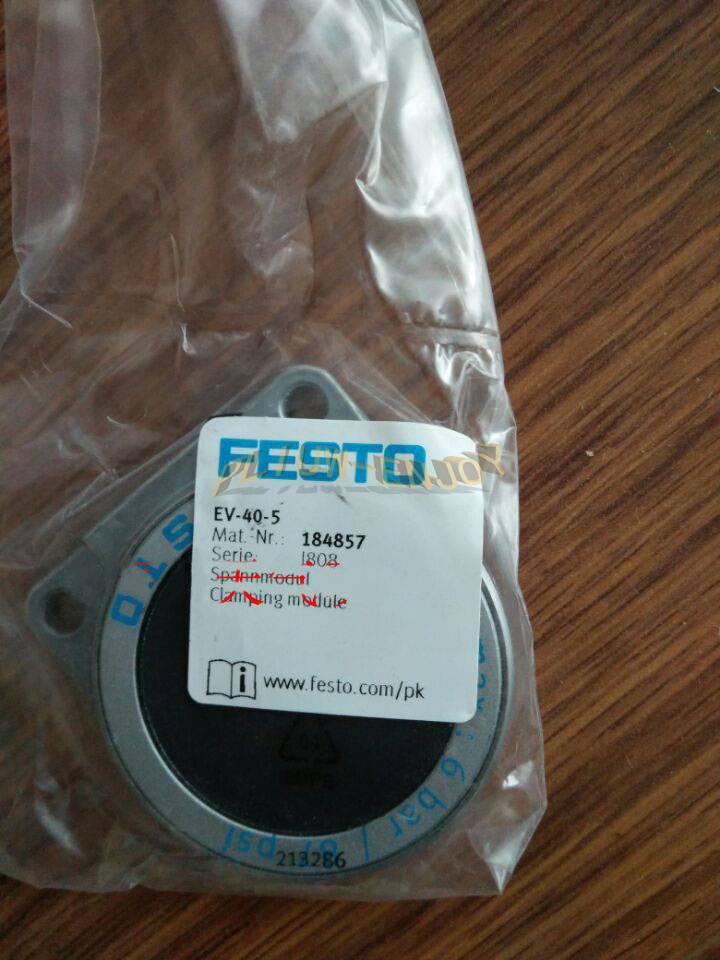 FESTO
EV-40-5
Mat.-Nr.: 184857
Serie: I808
Spannmodul
Clamping module
i www.festo.com/pk
STO
6 bar / 87 psi
213286